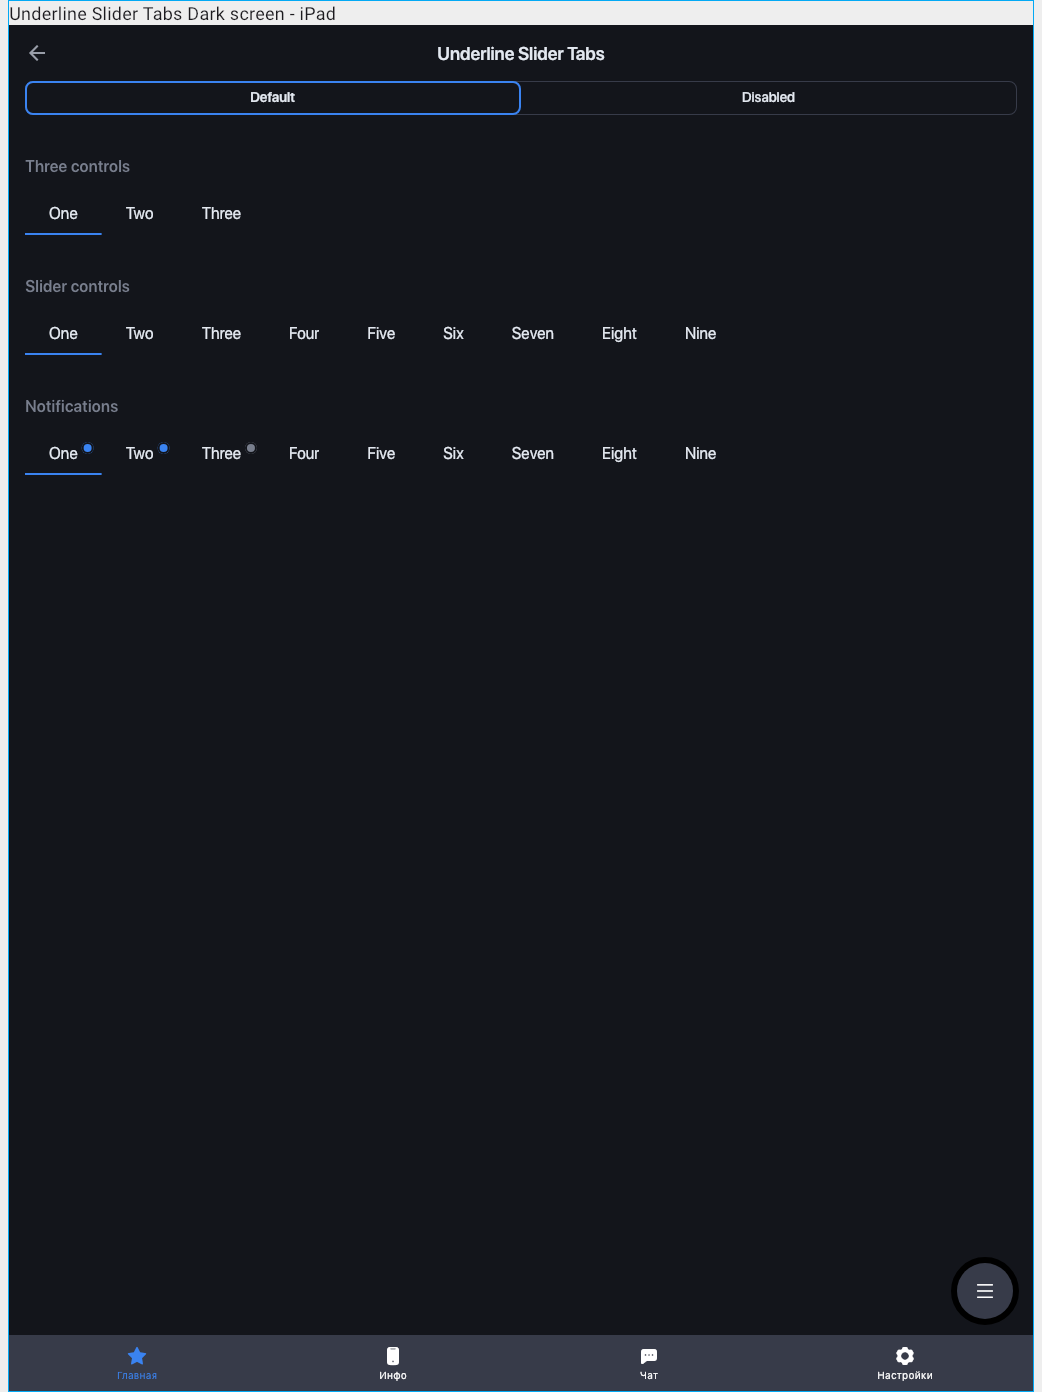 Underline Slider Tabs Dark screen - iPad
Underline Slider Tabs
Default Disabled
Three controls
One Two Three
Slider controls
One Two Three Four Five Six Seven Eight Nine
Notifications
One Two Three Four Five Six Seven Eight Nine
Главная Инфо Чат Настройки